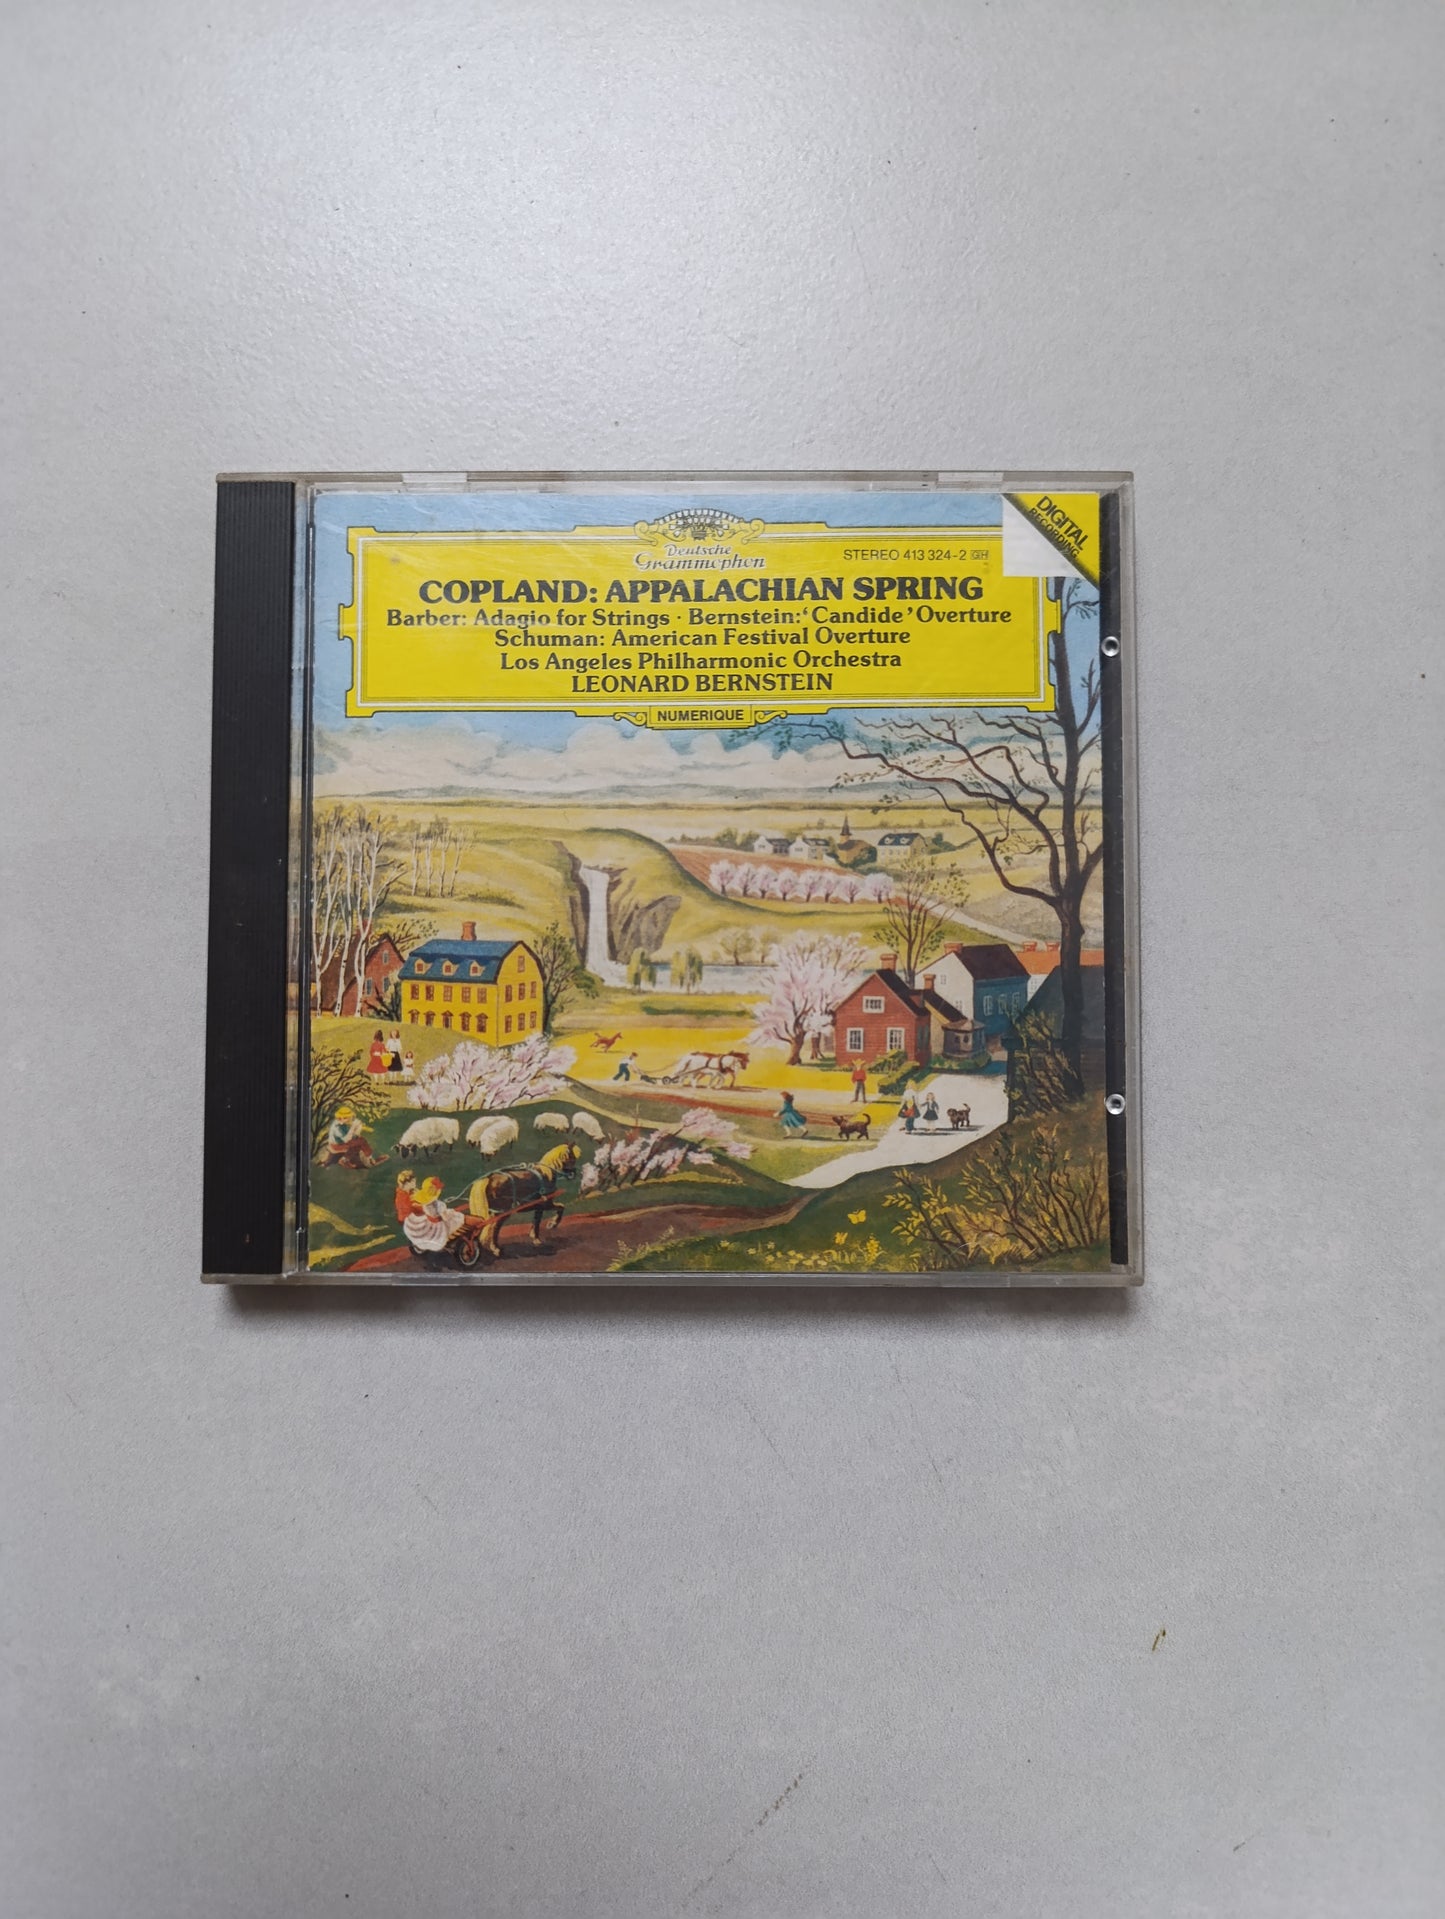 DIGITAL
RECORDING
Deutsche
Grammophon
STEREO 413 324-2 GH
COPLAND: APPALACHIAN SPRING
Barber: Adagio for Strings · Bernstein: ‘Candide’ Overture
Schuman: American Festival Overture
Los Angeles Philharmonic Orchestra
LEONARD BERNSTEIN
NUMERIQUE